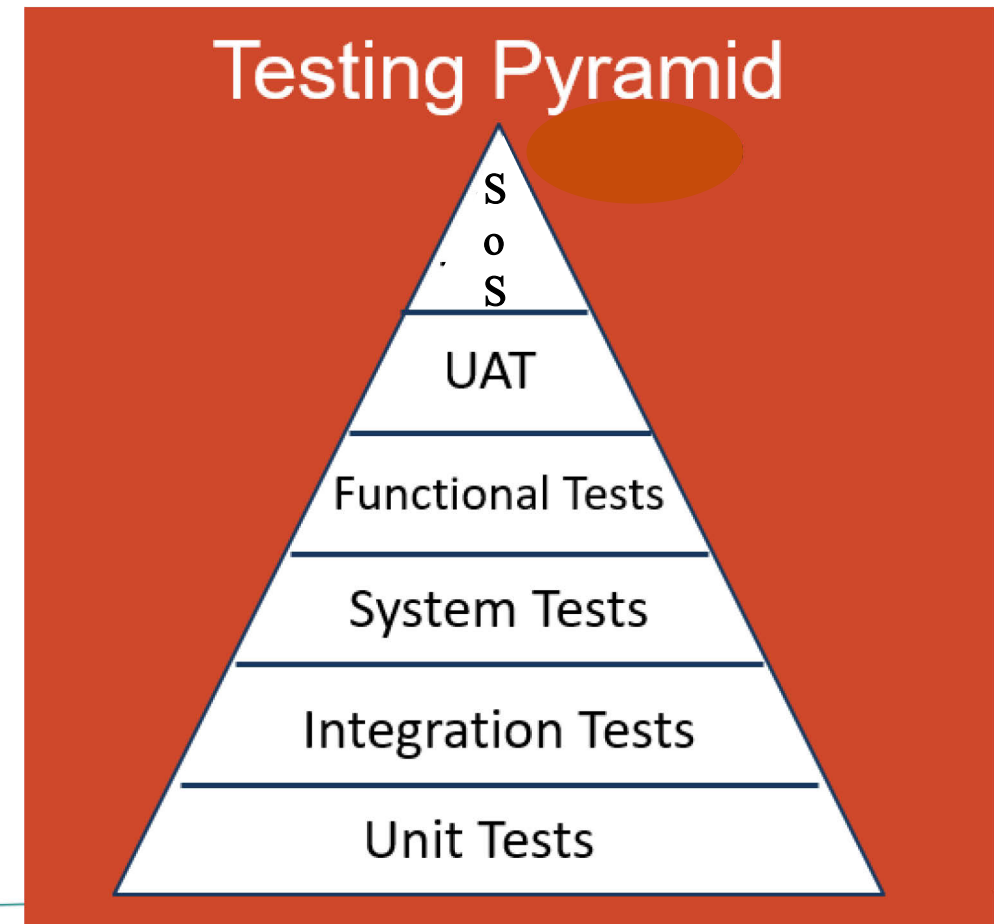 Testing Pyramid
S
o
S
UAT
Functional Tests
System Tests
Integration Tests
Unit Tests